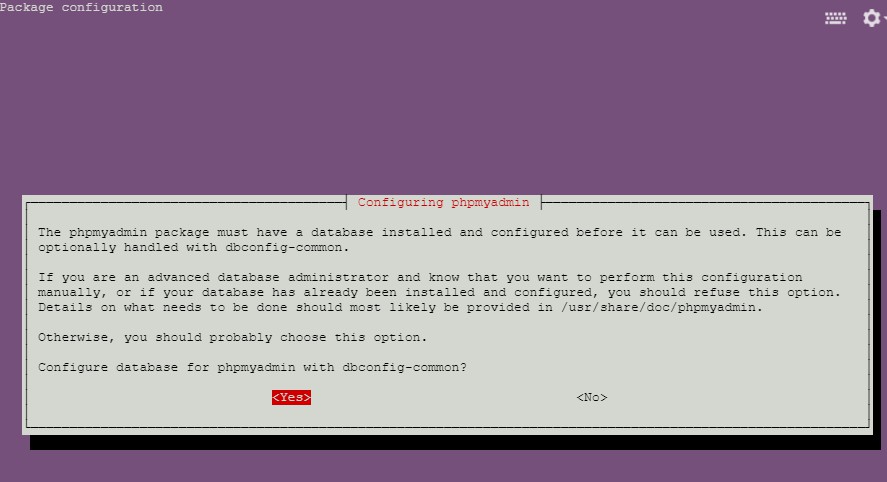 Package configuration
Configuring phpmyadmin
The phpmyadmin package must have a database installed and configured before it can be used. This can be
optionally handled with dbconfig-common.
If you are an advanced database administrator and know that you want to perform this configuration
manually, or if your database has already been installed and configured, you should refuse this option.
Details on what needs to be done should most likely be provided in /usr/share/doc/phpmyadmin.
Otherwise, you should probably choose this option.
Configure database for phpmyadmin with dbconfig-common?
<Yes> <No>